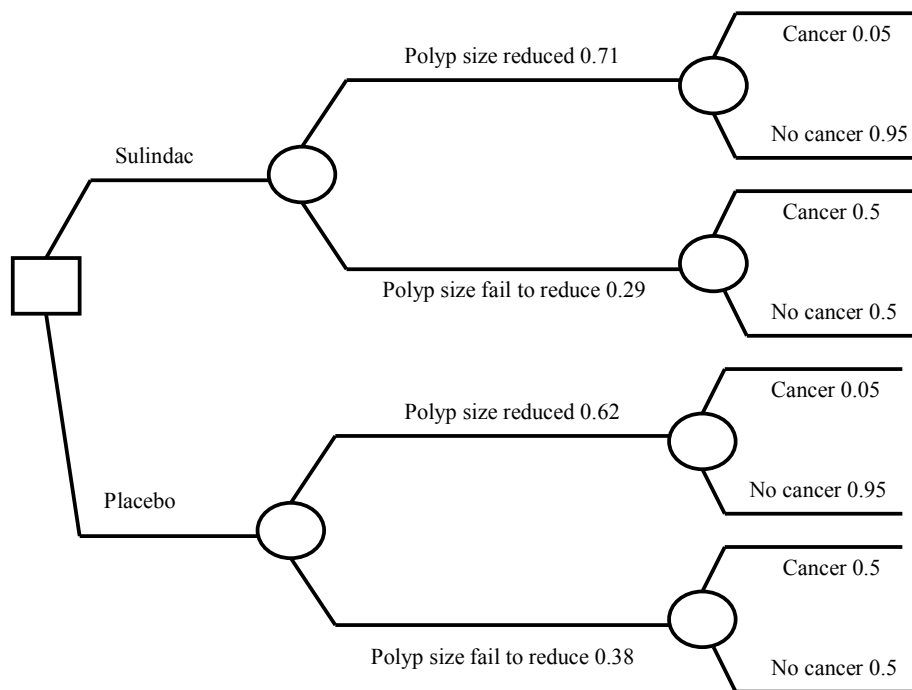 Cancer 0.05
Polyp size reduced 0.71
No cancer 0.95
Sulindac
Cancer 0.5
Polyp size fail to reduce 0.29
No cancer 0.5
Cancer 0.05
Polyp size reduced 0.62
No cancer 0.95
Placebo
Cancer 0.5
Polyp size fail to reduce 0.38
No cancer 0.5